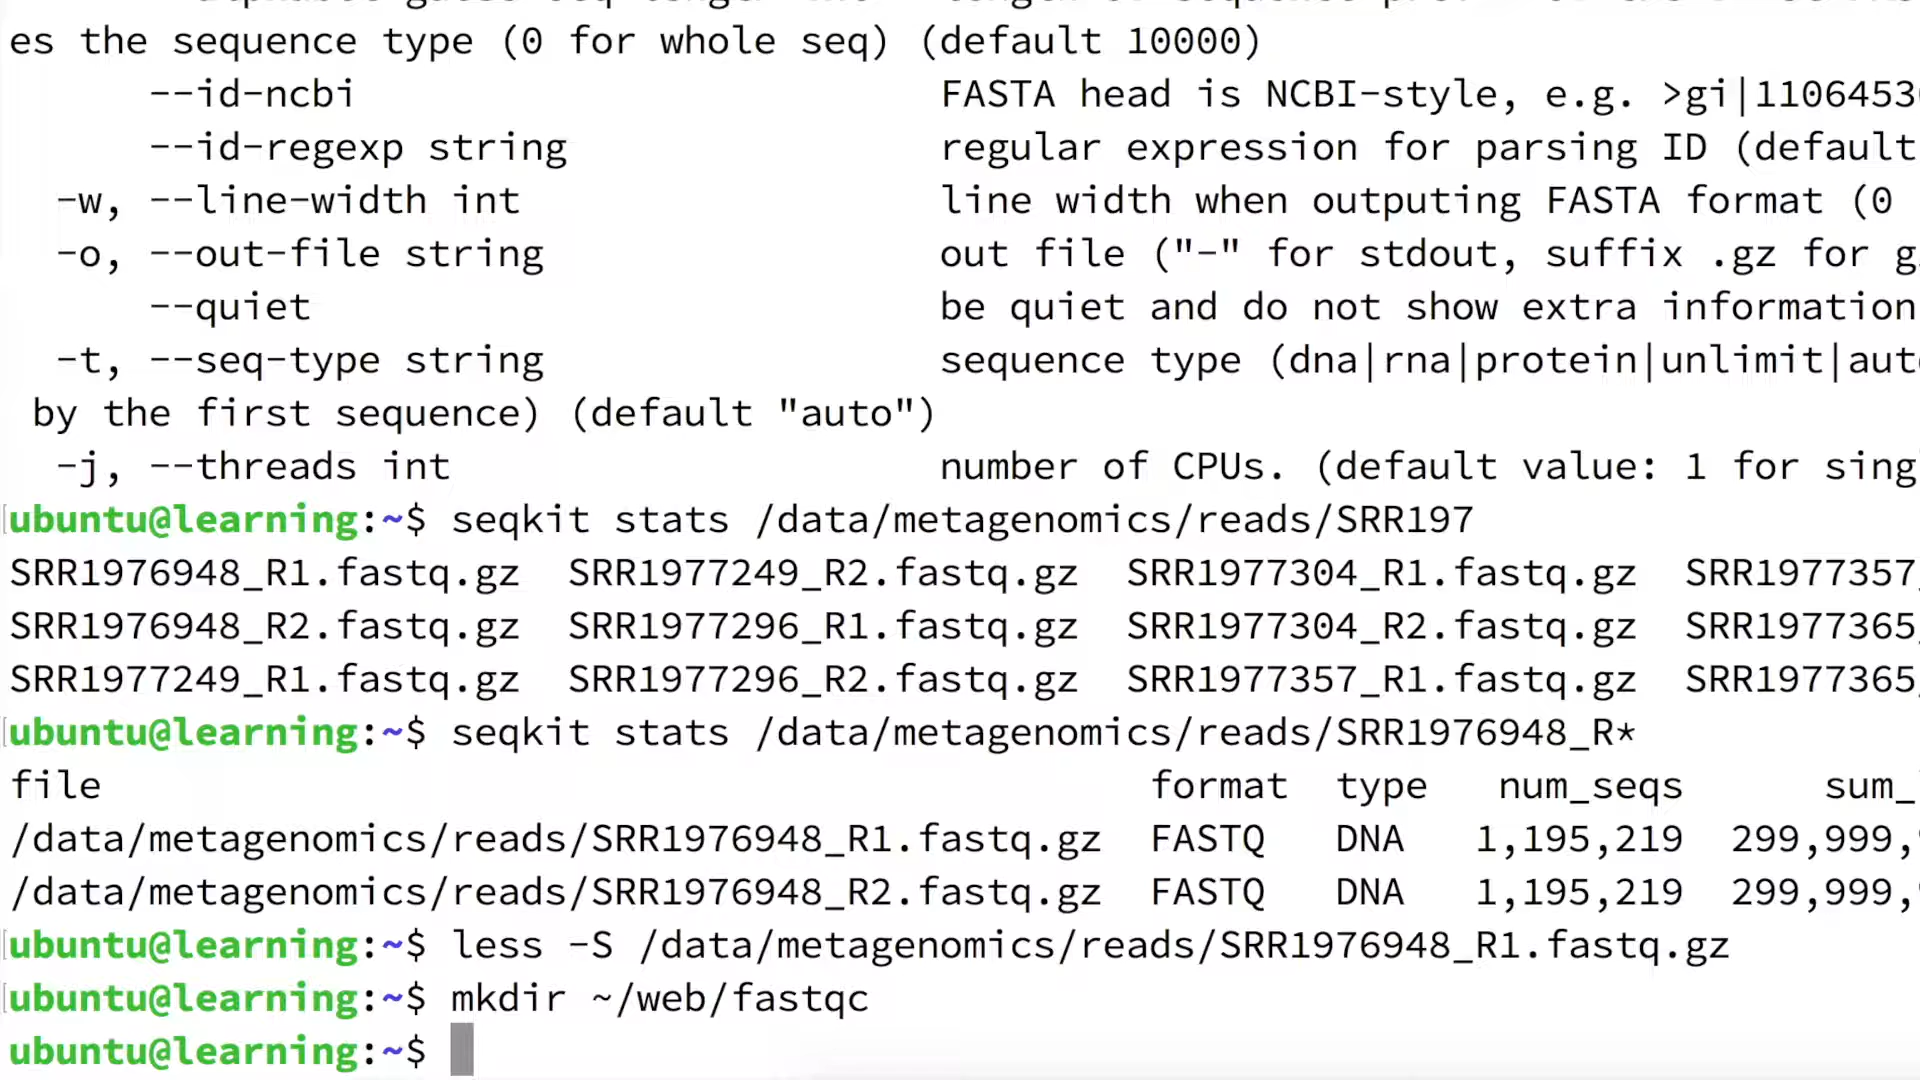 es the sequence type (0 for whole seq) (default 10000)
--id-ncbi FASTA head is NCBI-style, e.g. >gi|1106453
--id-regexp string regular expression for parsing ID (default
-w, --line-width int line width when outputing FASTA format (0
-o, --out-file string out file ("-" for stdout, suffix .gz for g
--quiet be quiet and do not show extra information
-t, --seq-type string sequence type (dna|rna|protein|unlimit|aut
by the first sequence) (default "auto")
-j, --threads int number of CPUs. (default value: 1 for sing
ubuntu@learning:~$ seqkit stats /data/metagenomics/reads/SRR197
SRR1976948_R1.fastq.gz SRR1977249_R2.fastq.gz SRR1977304_R1.fastq.gz SRR1977357
SRR1976948_R2.fastq.gz SRR1977296_R1.fastq.gz SRR1977304_R2.fastq.gz SRR1977365
SRR1977249_R1.fastq.gz SRR1977296_R2.fastq.gz SRR1977357_R1.fastq.gz SRR1977365
ubuntu@learning:~$ seqkit stats /data/metagenomics/reads/SRR1976948_R*
file format type num_seqs sum_
/data/metagenomics/reads/SRR1976948_R1.fastq.gz FASTQ DNA 1,195,219 299,999,
/data/metagenomics/reads/SRR1976948_R2.fastq.gz FASTQ DNA 1,195,219 299,999,
ubuntu@learning:~$ less -S /data/metagenomics/reads/SRR1976948_R1.fastq.gz
ubuntu@learning:~$ mkdir ~/web/fastqc
ubuntu@learning:~$